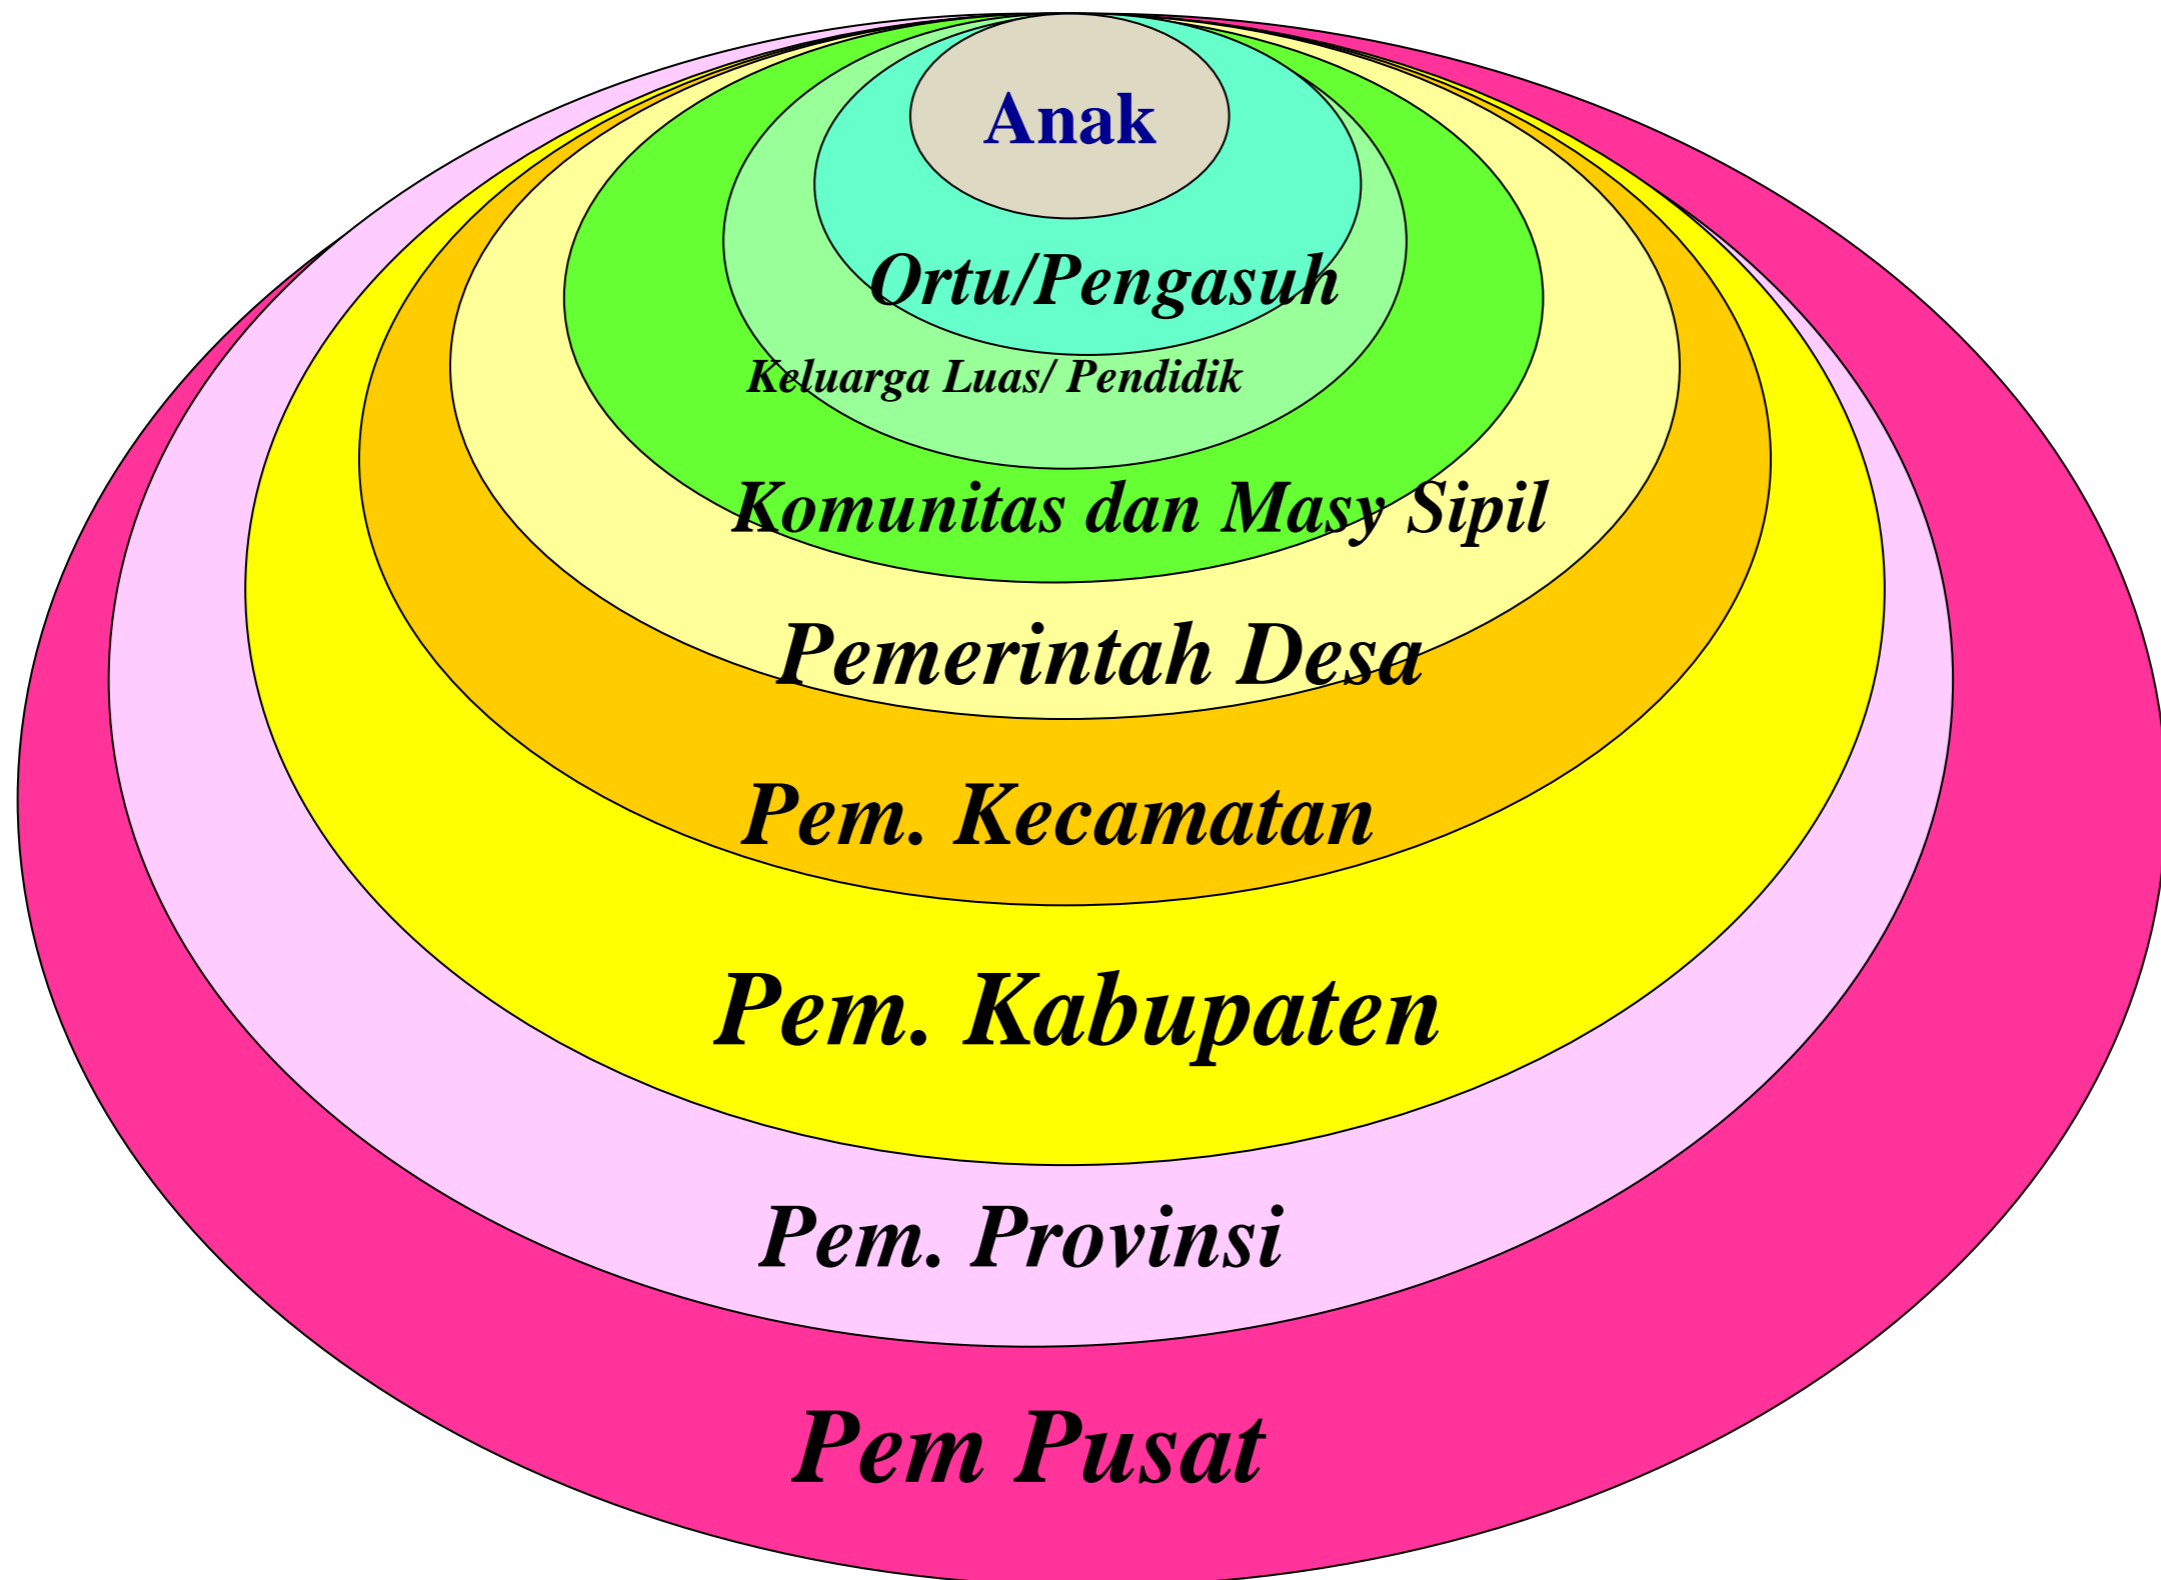 Anak
Ortu/Pengasuh
Keluarga Luas/ Pendidik
Komunitas dan Masy Sipil
Pemerintah Desa
Pem. Kecamatan
Pem. Kabupaten
Pem. Provinsi
Pem Pusat